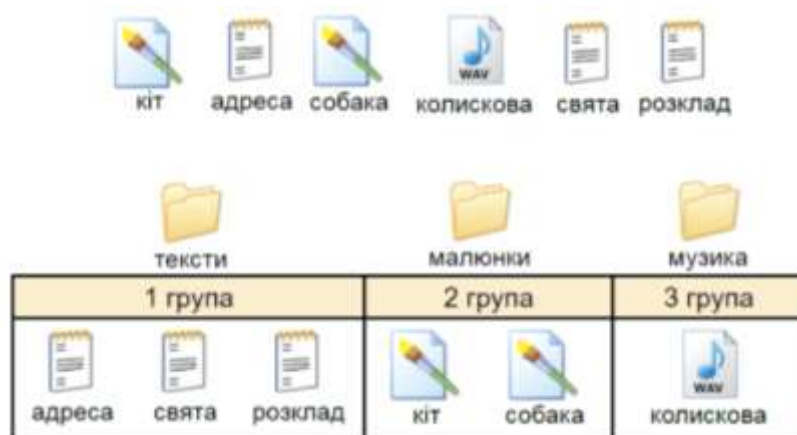 кіт адреса собака WAV колискова свята розклад
тексти малюнки музика
1 група 2 група 3 група
адреса свята розклад кіт собака WAV колискова